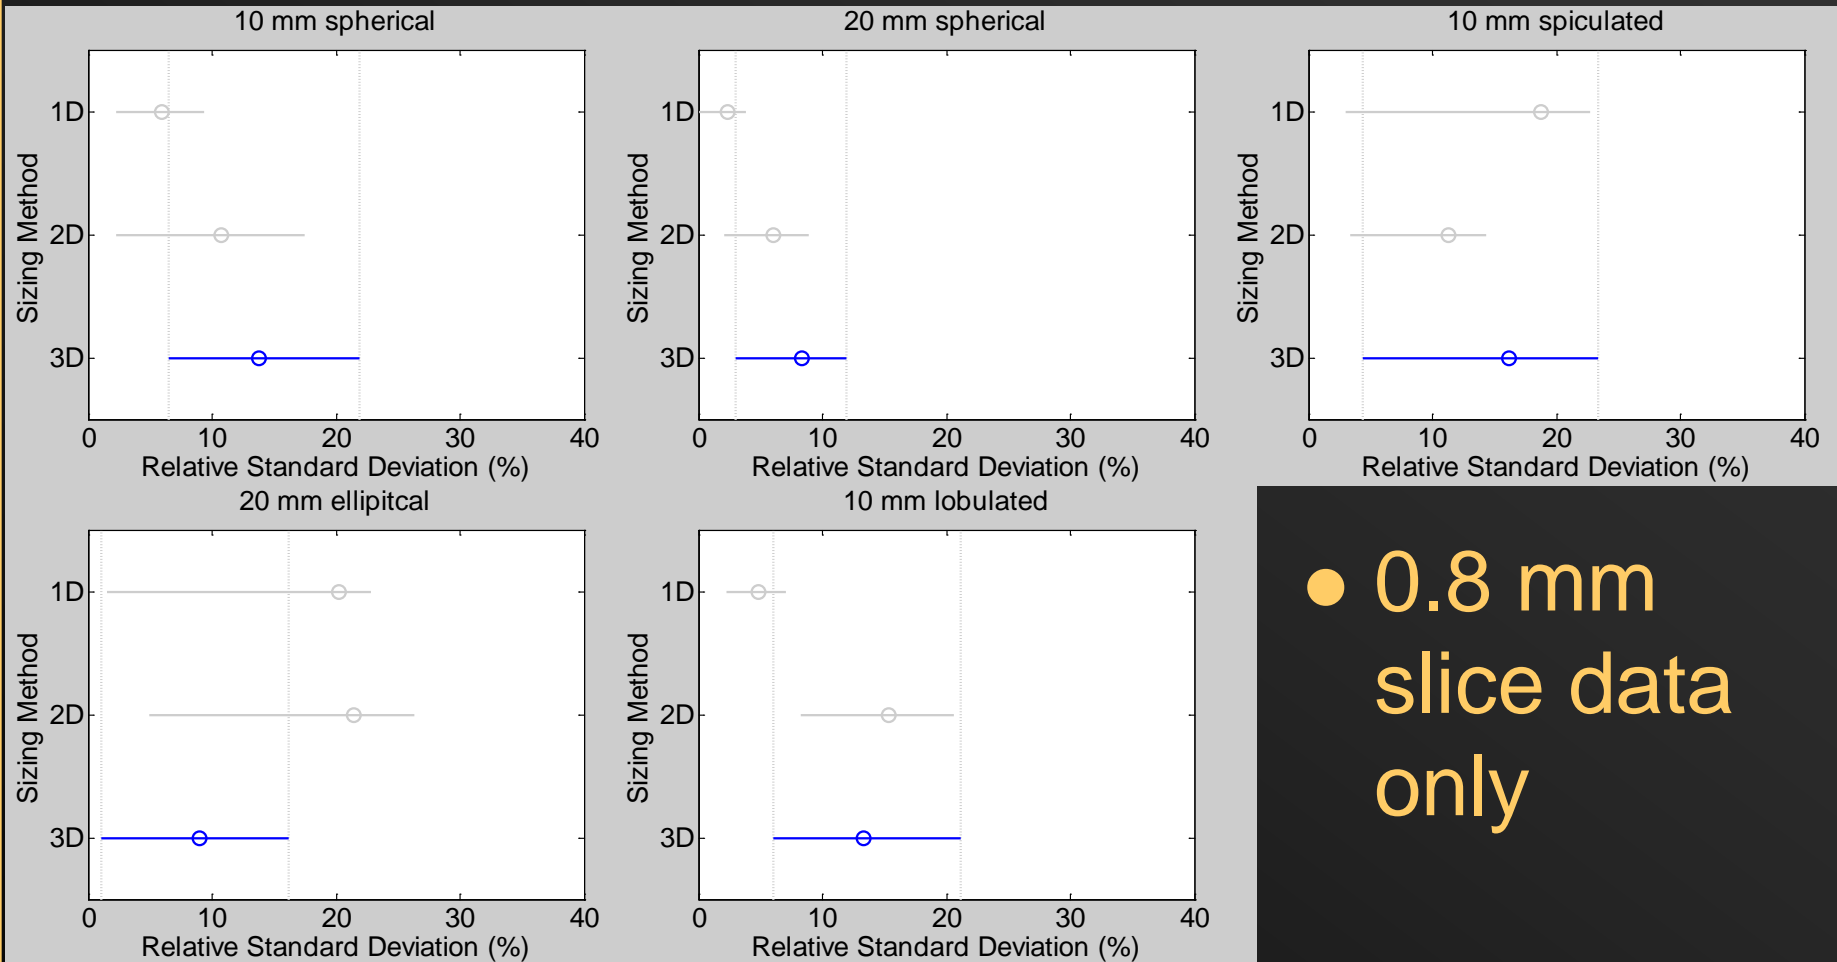 10 mm spherical
1D
2D
3D
Sizing Method
0 10 20 30 40
Relative Standard Deviation (%)
20 mm spherical
1D
2D
3D
Sizing Method
0 10 20 30 40
Relative Standard Deviation (%)
10 mm spiculated
1D
2D
3D
Sizing Method
0 10 20 30 40
Relative Standard Deviation (%)
20 mm ellipitcal
1D
2D
3D
Sizing Method
0 10 20 30 40
Relative Standard Deviation (%)
10 mm lobulated
1D
2D
3D
Sizing Method
0 10 20 30 40
Relative Standard Deviation (%)
● 0.8 mm
slice data
only